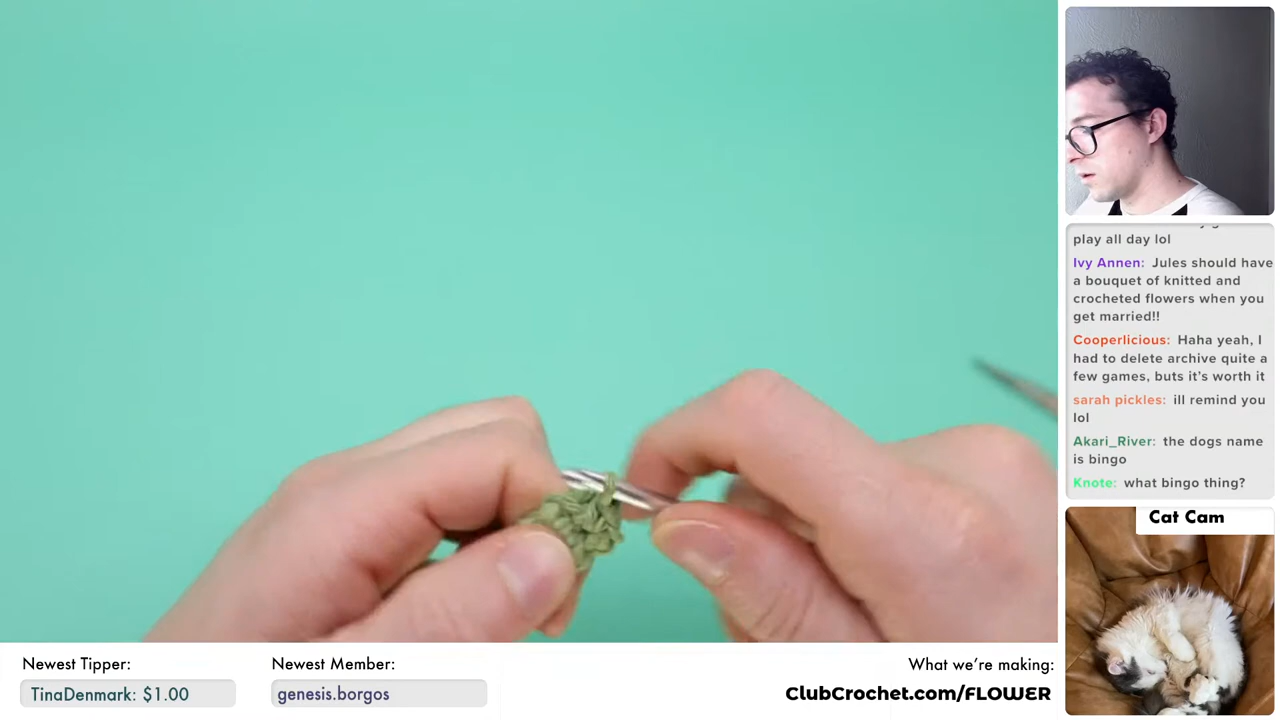 play all day lol
Ivy Annen: Jules should have
a bouquet of knitted and
crocheted flowers when you
get married!!
Cooperlicious: Haha yeah, I
had to delete archive quite a
few games, buts it's worth it
sarah pickles: ill remind you
lol
Akari_River: the dogs name
is bingo
Knote: what bingo thing?
Cat Cam
Newest Tipper:
TinaDenmark: $1.00
Newest Member:
genesis.borgos
What we're making:
ClubCrochet.com/FLOWER